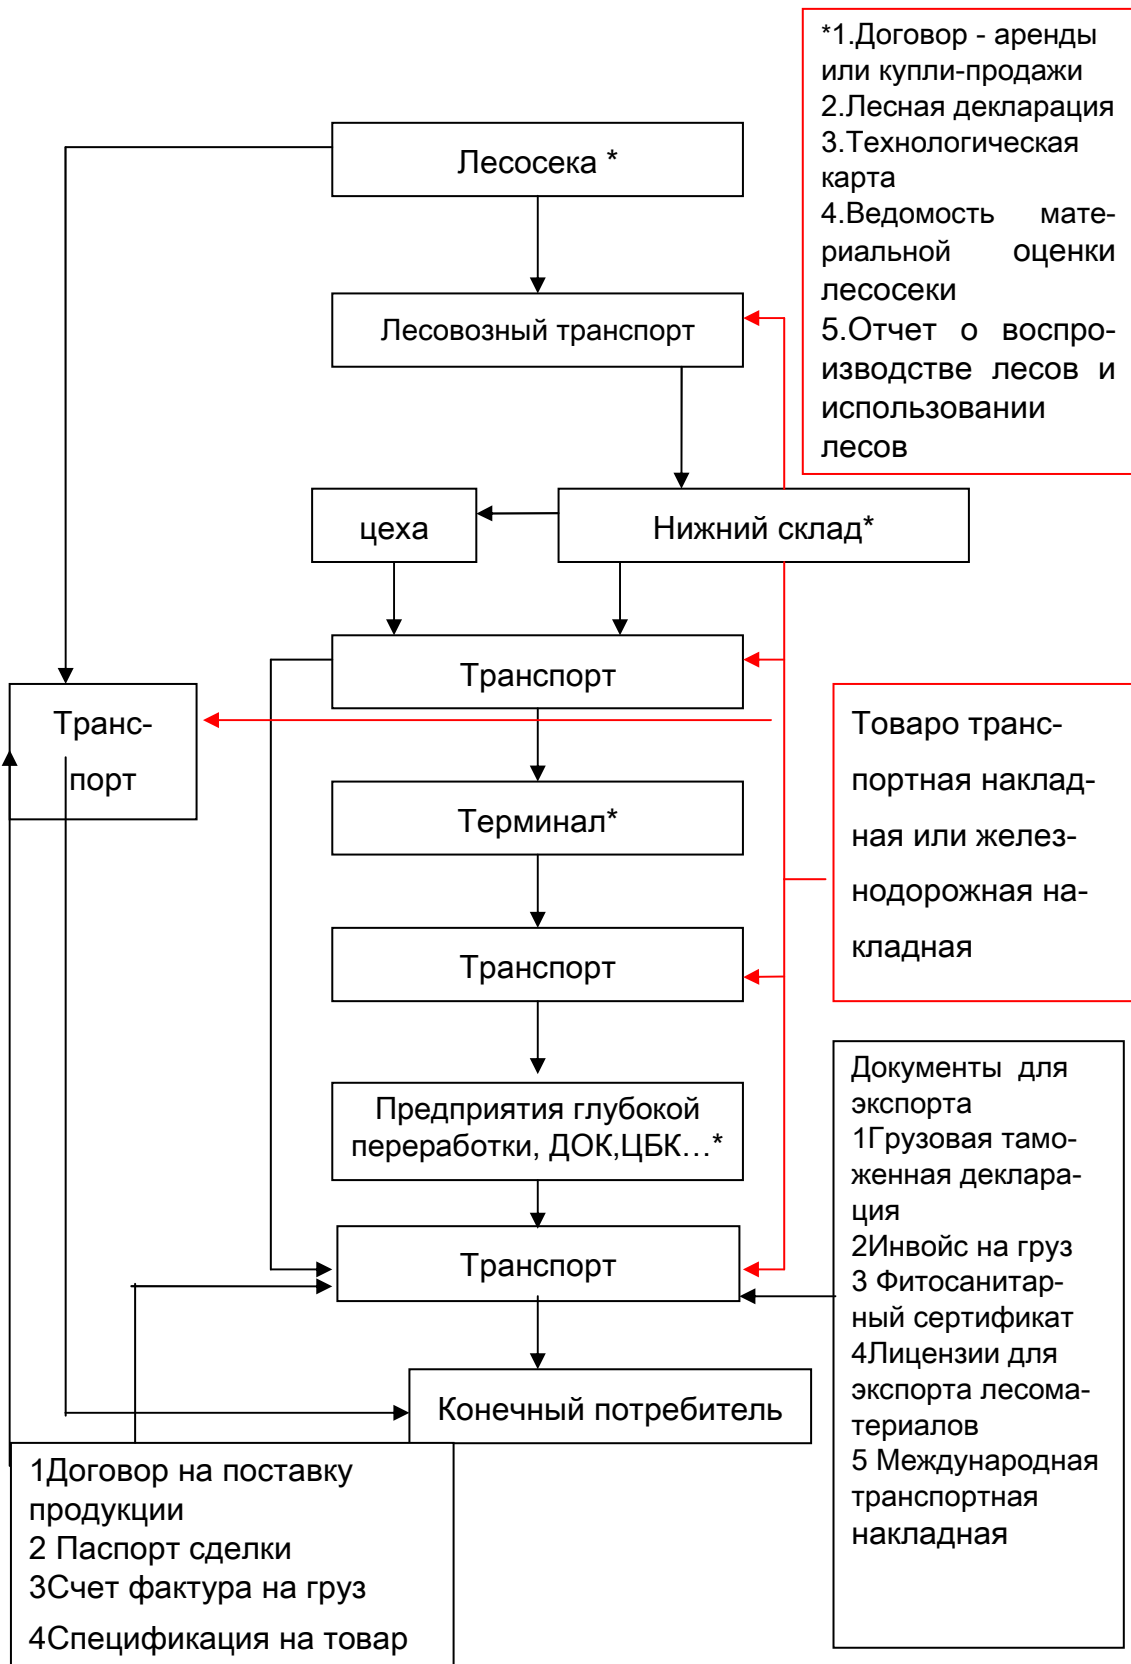 *1.Договор - аренды
или купли-продажи
2.Лесная декларация
3.Технологическая
карта
4.Ведомость мате-
риальной оценки
лесосеки
5.Отчет о воспро-
изводстве лесов и
использовании
лесов
Лесосека *
Лесовозный транспорт
цеха
Нижний склад*
Транспорт
Транс-
порт
Товаро транс-
портная наклад-
ная или желез-
нодорожная на-
кладная
Терминал*
Транспорт
Предприятия глубокой
переработки, ДОК,ЦБК…*
Документы для
экспорта
1Грузовая тамо-
женная деклара-
ция
2Инвойс на груз
3 Фитосанитар-
ный сертификат
4Лицензии для
экспорта лесома-
териалов
5 Международная
транспортная
накладная
Транспорт
Конечный потребитель
1Договор на поставку
продукции
2 Паспорт сделки
3Счет фактура на груз
4Спецификация на товар